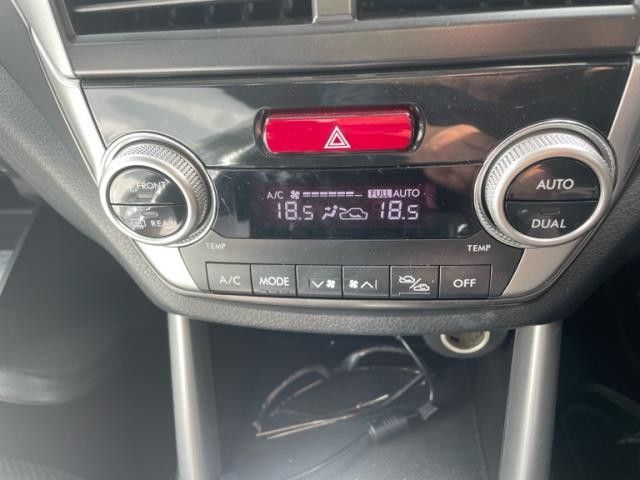 FRONT
REAR
A/C FULL AUTO
18.5 18.5
AUTO
DUAL
TEMP
TEMP
A/C MODE OFF